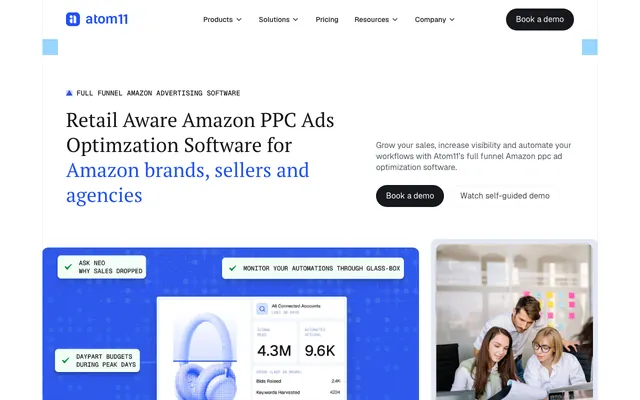 atom11
Products
Solutions
Pricing
Resources
Company
Book a demo
FULL FUNNEL AMAZON ADVERTISING SOFTWARE
Retail Aware Amazon PPC Ads
Optimzation Software for
Amazon brands, sellers and
agencies
Grow your sales, increase visibility and automate your
workflows with Atom11's full funnel Amazon ppc ad
optimization software.
Book a demo
Watch self-guided demo
ASK NEO
WHY SALES DROPPED
MONITOR YOUR AUTOMATIONS THROUGH GLASS-BOX
DAYPART BUDGETS
DURING PEAK DAYS
All Connected Accounts
4.3M
9.6K
Bids Raised
2.4K
Keywords Harvested